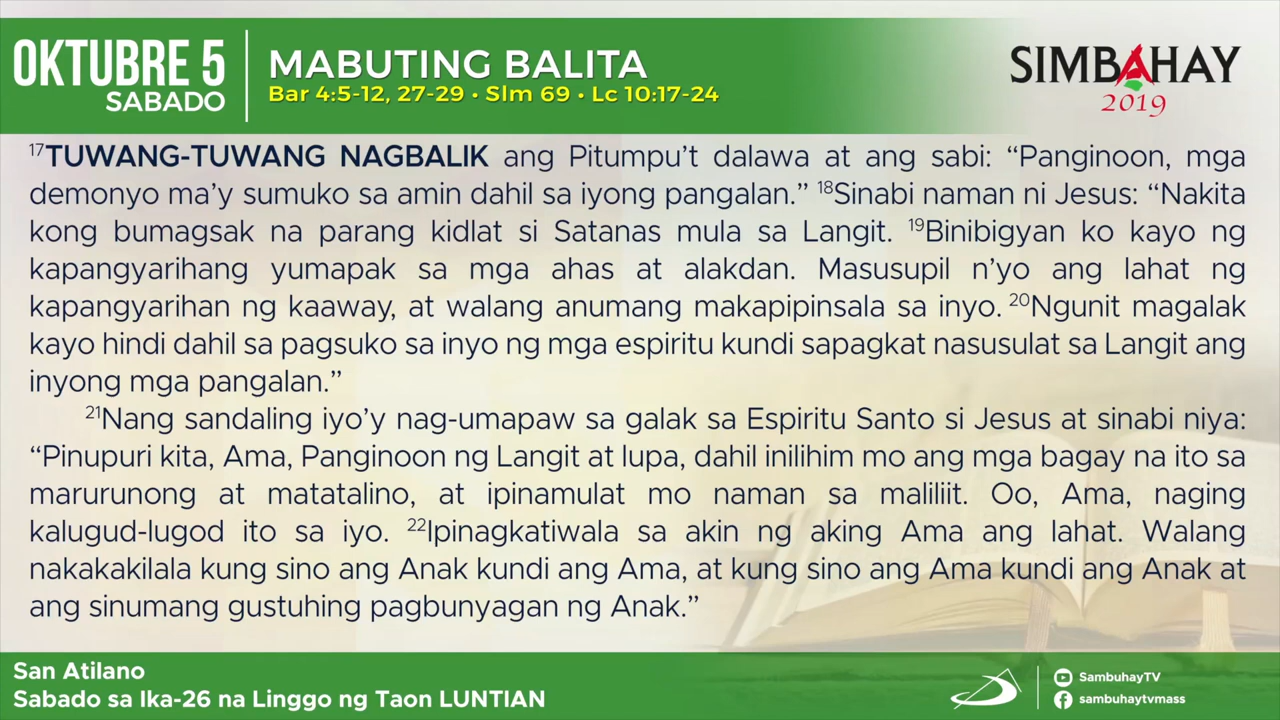 OKTUBRE 5
SABADO
MABUTING BALITA
Bar 4:5-12, 27-29 • Slm 69 • Lc 10:17-24
SIMBAHAY
2019
17TUWANG-TUWANG NAGBALIK ang Pitumpu’t dalawa at ang sabi: “Panginoon, mga
demonyo ma’y sumuko sa amin dahil sa iyong pangalan.” 18Sinabi naman ni Jesus: “Nakita
kong bumagsak na parang kidlat si Satanas mula sa Langit. 19Binibigyan ko kayo ng
kapangyarihang yumapak sa mga ahas at alakdan. Masusupil n’yo ang lahat ng
kapangyarihan ng kaaway, at walang anumang makapipinsala sa inyo. 20Ngunit magalak
kayo hindi dahil sa pagsuko sa inyo ng mga espiritu kundi sapagkat nasusulat sa Langit ang
inyong mga pangalan.”
21Nang sandaling iyo’y nag-umapaw sa galak sa Espiritu Santo si Jesus at sinabi niya:
“Pinupuri kita, Ama, Panginoon ng Langit at lupa, dahil inilihim mo ang mga bagay na ito sa
marurunong at matatalino, at ipinamulat mo naman sa maliliit. Oo, Ama, naging
kalugud-lugod ito sa iyo. 22Ipinagkatiwala sa akin ng aking Ama ang lahat. Walang
nakakakilala kung sino ang Anak kundi ang Ama, at kung sino ang Ama kundi ang Anak at
ang sinumang gustuhing pagbunyagan ng Anak.”
San Atilano
Sabado sa Ika-26 na Linggo ng Taon LUNTIAN
SambuhayTV
sambuhaytvmass